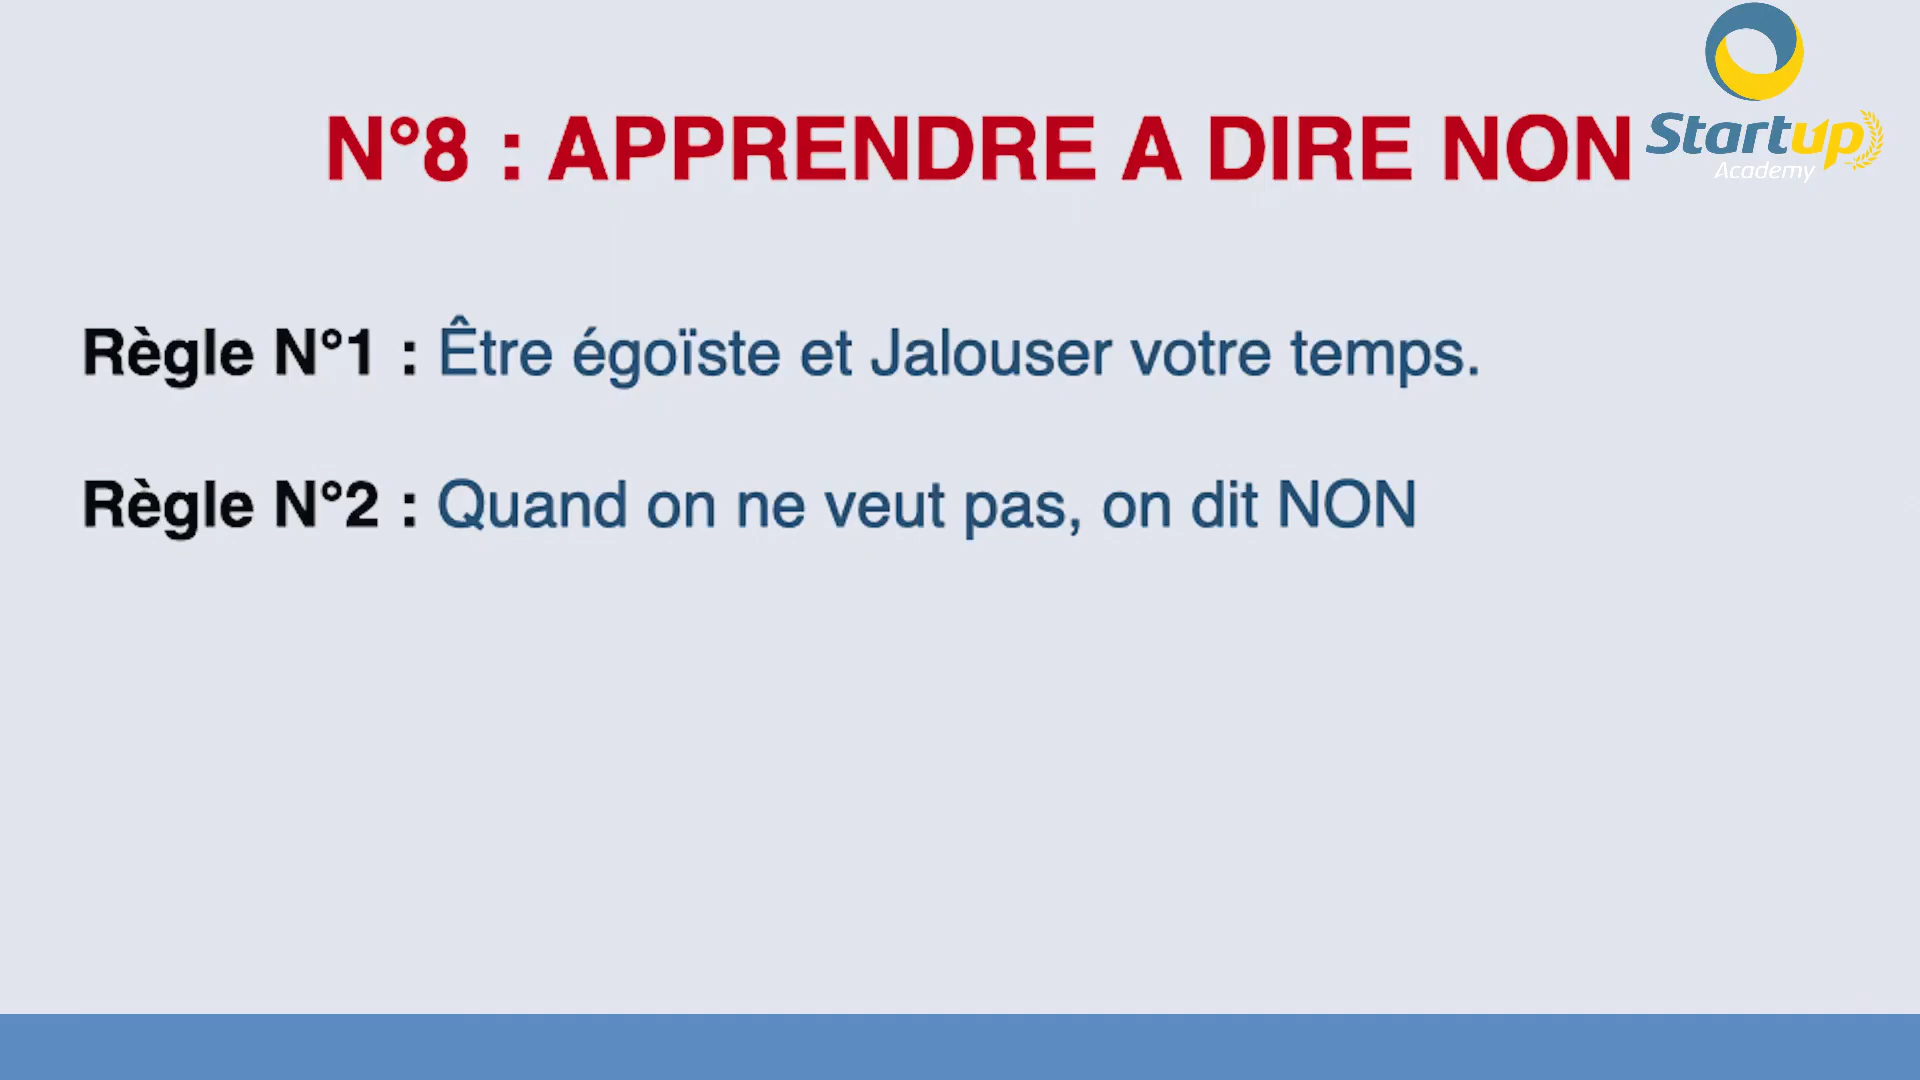 N°8 : APPRENDRE A DIRE NON
Startup
Academy
Règle N°1 : Être égoïste et Jalouser votre temps.
Règle N°2 : Quand on ne veut pas, on dit NON